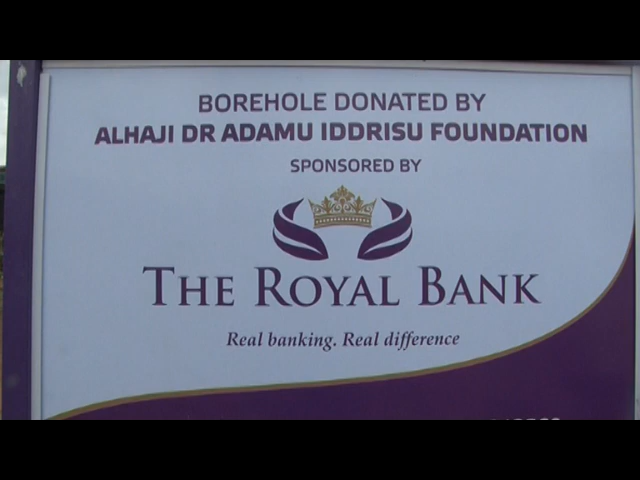 BOREHOLE DONATED BY
ALHAJI DR ADAMU IDDRISU FOUNDATION
SPONSORED BY
THE ROYAL BANK
Real banking. Real difference